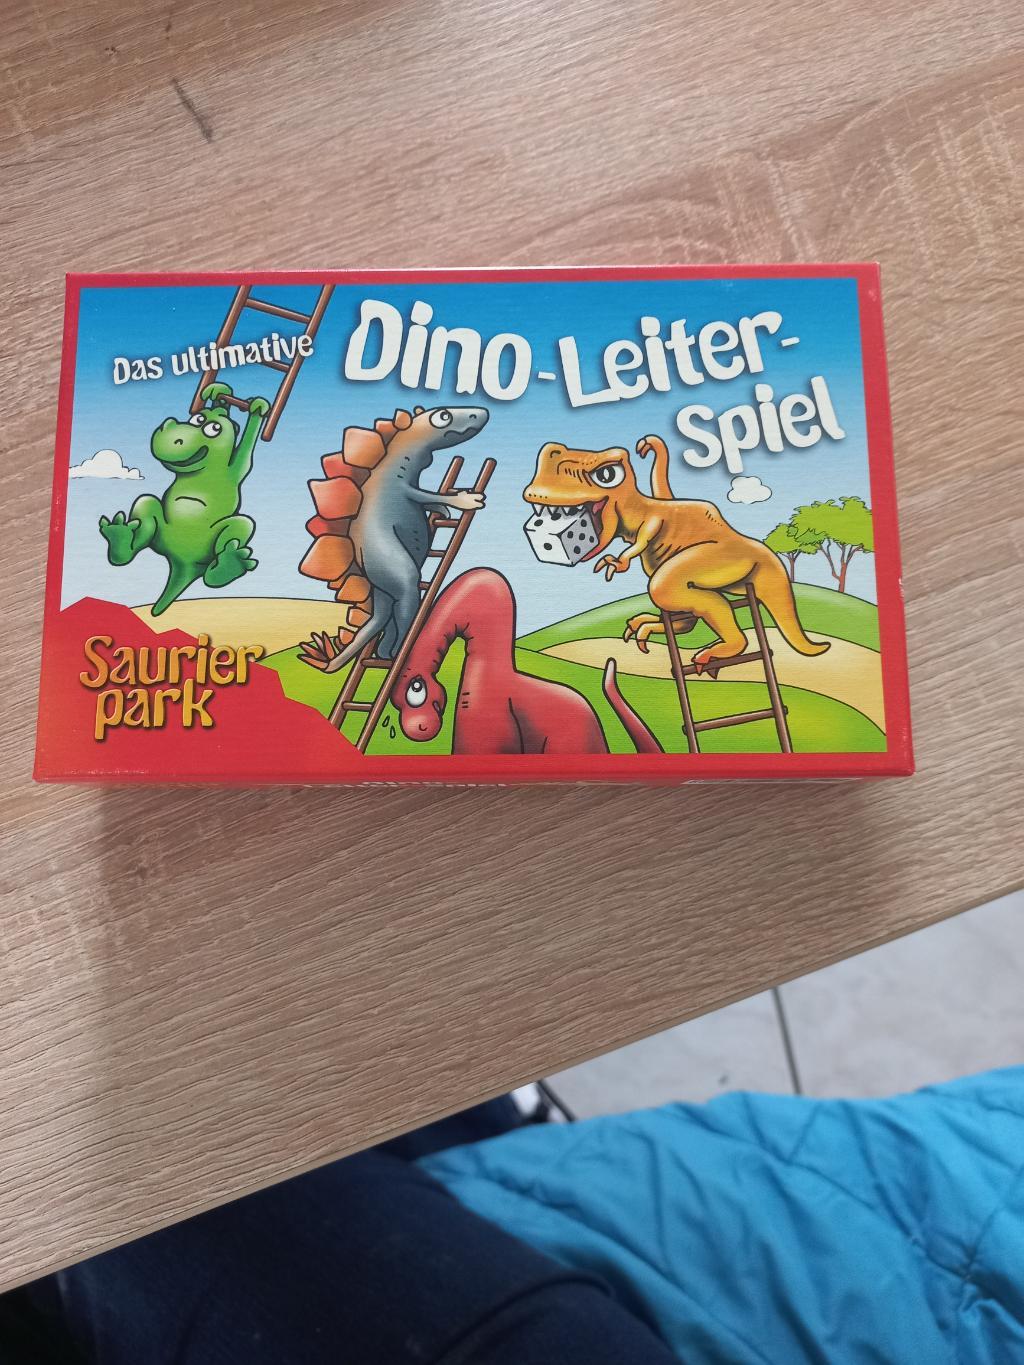 Das ultimative
Dino-Leiter-
Spiel
Saurier
park